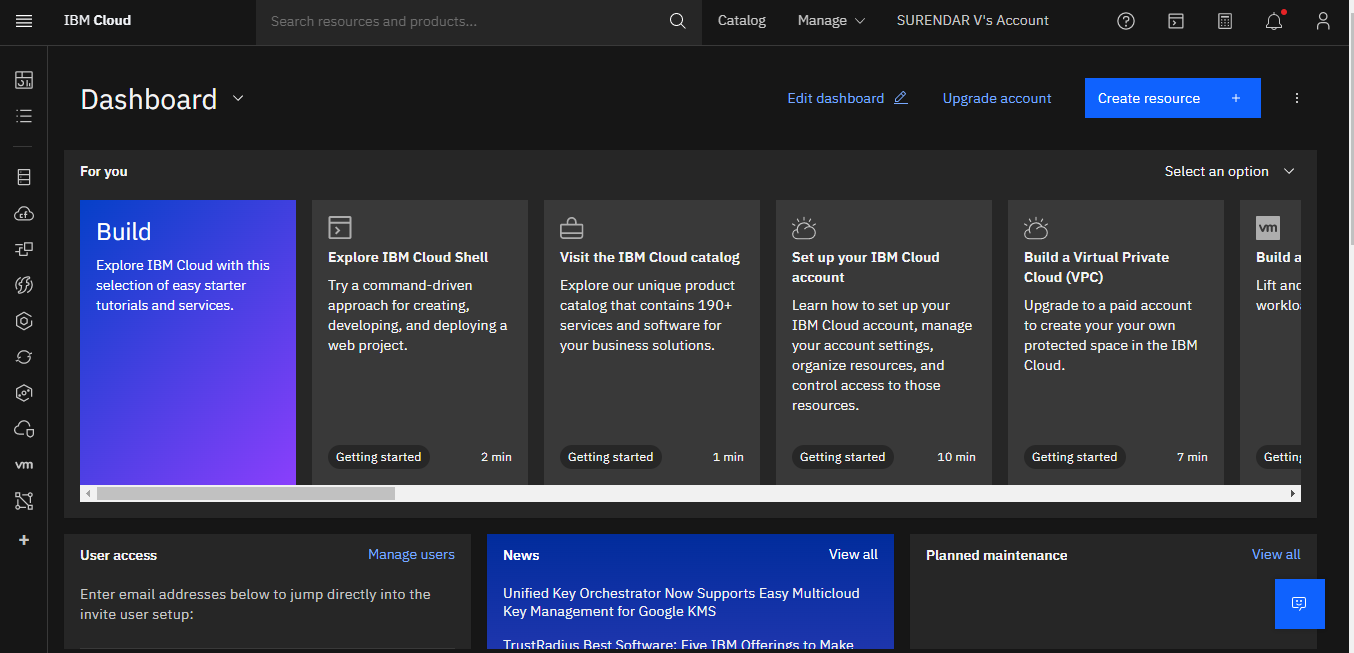 IBM Cloud
Search resources and products...
Catalog
Manage
SURENDAR V's Account
Dashboard
Edit dashboard
Upgrade account
Create resource +
For you
Select an option
Build
Explore IBM Cloud with this
selection of easy starter
tutorials and services.
Explore IBM Cloud Shell
Try a command-driven
approach for creating,
developing, and deploying a
web project.
Getting started
2 min
Visit the IBM Cloud catalog
Explore our unique product
catalog that contains 190+
services and software for
your business solutions.
Getting started
1 min
Set up your IBM Cloud
account
Learn how to set up your
IBM Cloud account, manage
your account settings,
organize resources, and
control access to those
resources.
Getting started
10 min
Build a Virtual Private
Cloud (VPC)
Upgrade to a paid account
to create your your own
protected space in the IBM
Cloud.
Getting started
7 min
vm
Build a
Lift and
workloa
Getting
cf
vm
User access
Manage users
Enter email addresses below to jump directly into the
invite user setup:
News
View all
Unified Key Orchestrator Now Supports Easy Multicloud
Key Management for Google KMS
TrustRadius Best Software: Five IBM Offerings to Make
Planned maintenance
View all